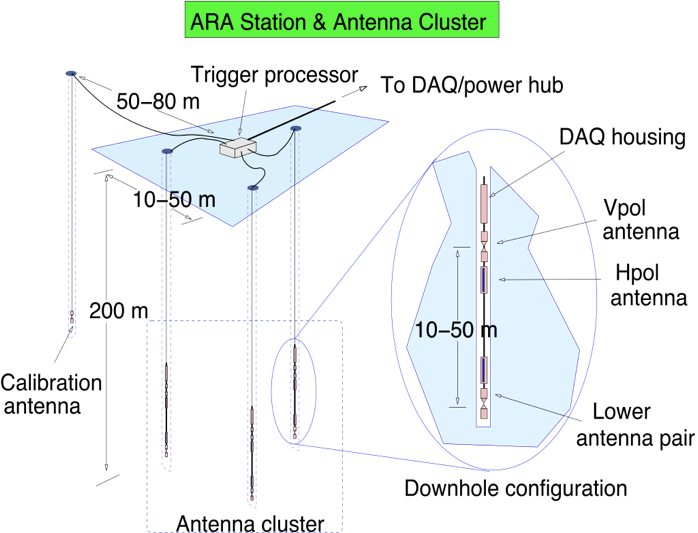 ARA Station & Antenna Cluster
Trigger processor
To DAQ/power hub
50–80 m
DAQ housing
10–50 m
Vpol
antenna
Hpol
antenna
200 m
10–50 m
Calibration
antenna
Lower
antenna pair
Downhole configuration
Antenna cluster